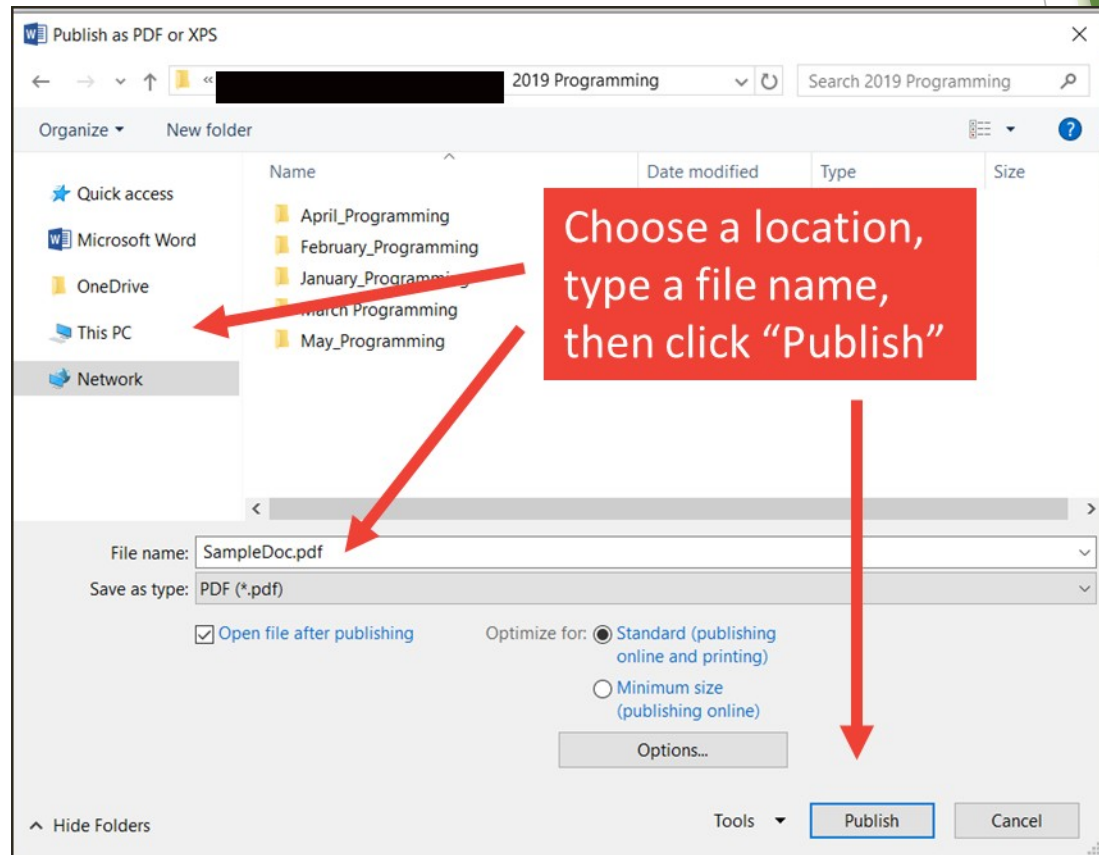 Publish as PDF or XPS
« 2019 Programming
Search 2019 Programming
Organize
New folder
Name
Date modified
Type
Size
Quick access
Microsoft Word
OneDrive
This PC
Network
April_Programming
February_Programming
January_Programming
March Programming
May_Programming
Choose a location,
type a file name,
then click “Publish”
File name: SampleDoc.pdf
Save as type: PDF (*.pdf)
Open file after publishing
Optimize for:
Standard (publishing
online and printing)
Minimum size
(publishing online)
Options...
Hide Folders
Tools
Publish
Cancel